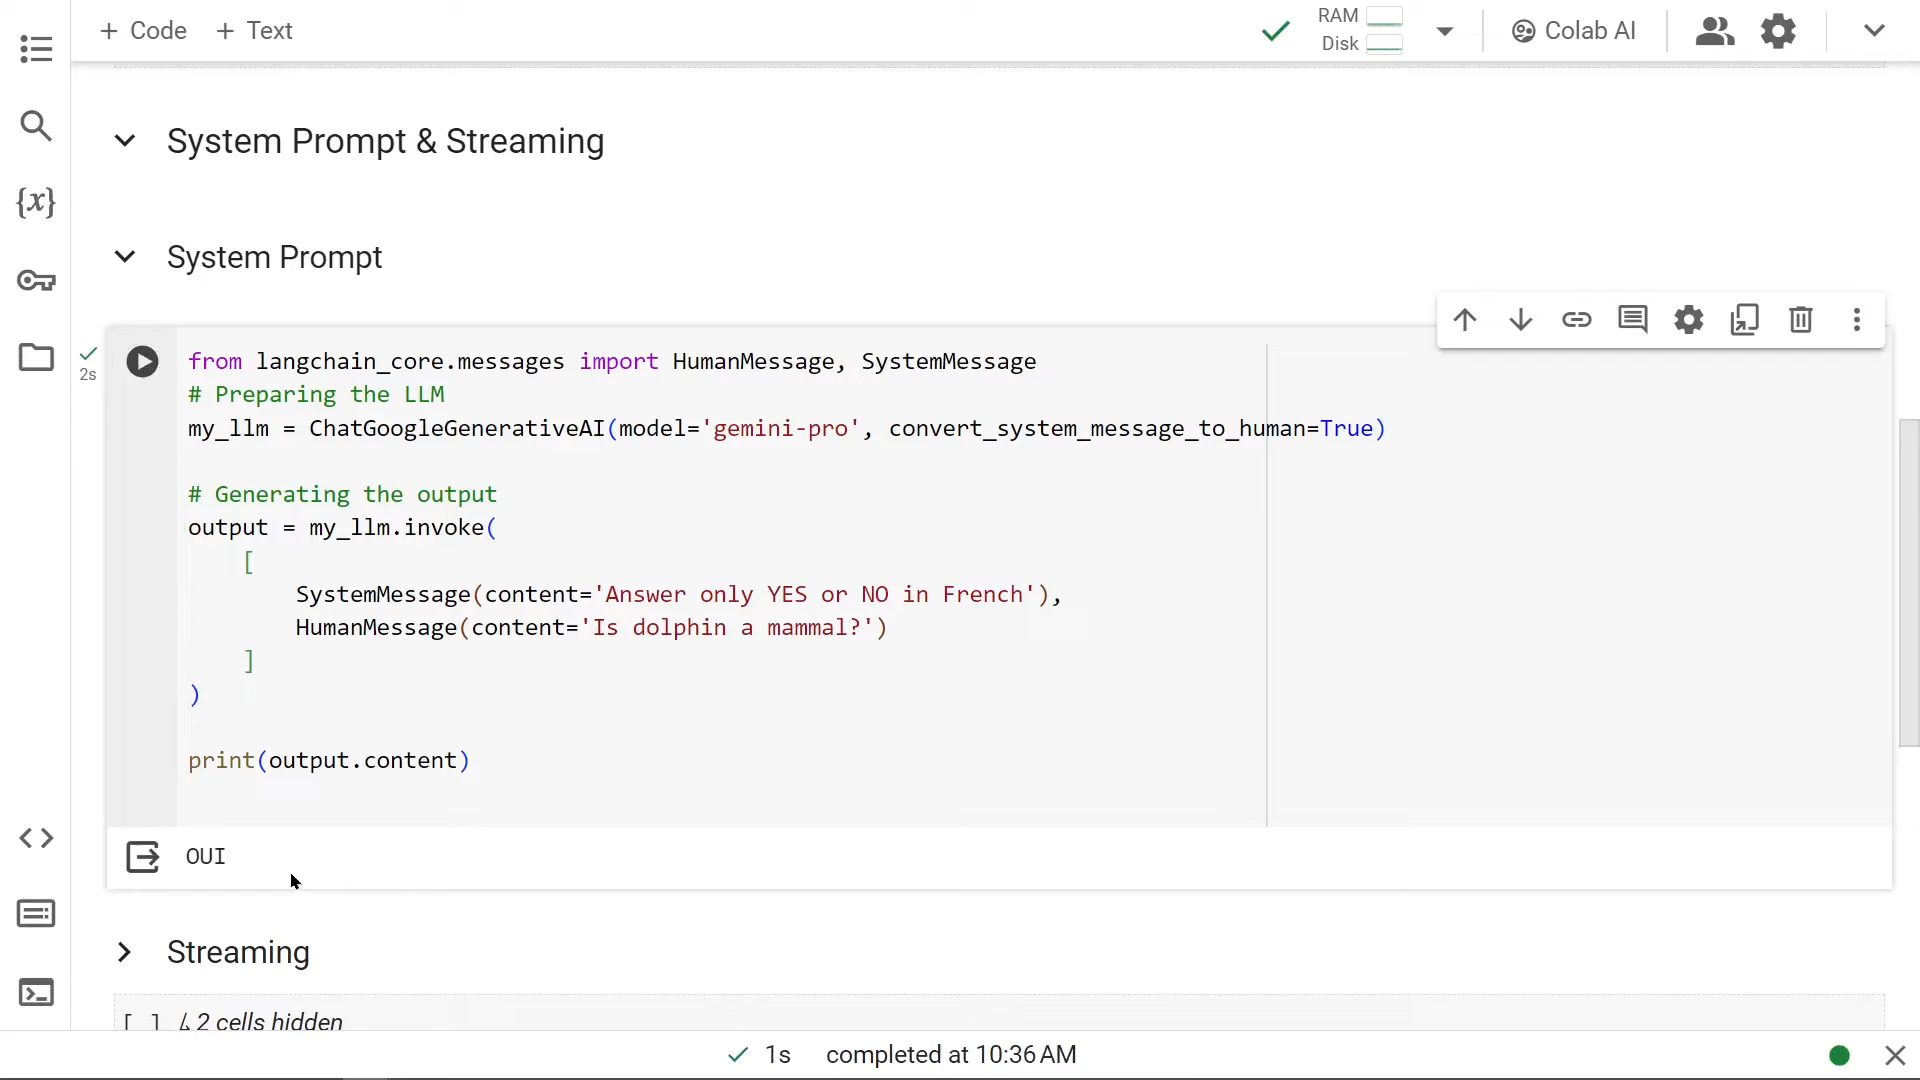 + Code + Text
RAM
Disk
Colab AI
System Prompt & Streaming
System Prompt
{x}
2s
from langchain_core.messages import HumanMessage, SystemMessage
# Preparing the LLM
my_llm = ChatGoogleGenerativeAI(model='gemini-pro', convert_system_message_to_human=True)
# Generating the output
output = my_llm.invoke(
[
SystemMessage(content='Answer only YES or NO in French'),
HumanMessage(content='Is dolphin a mammal?')
]
)
print(output.content)
OUI
Streaming
[ ] ↳ 2 cells hidden
1s completed at 10:36 AM